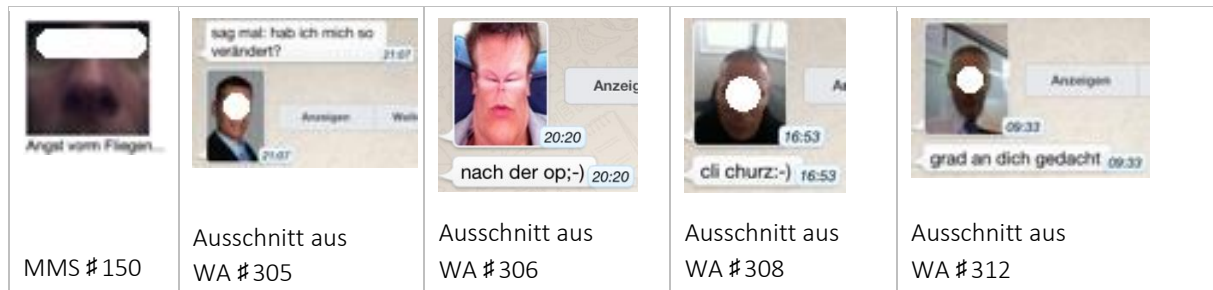 Angst vorm Fliegen...
MMS ♯150
sag mal: hab ich mich so
verändert?
21:07
Anzeigen
21:07
Ausschnitt aus
WA ♯305
Anzeig
20:20
nach der op;-) 20:20
Ausschnitt aus
WA ♯306
A
16:53
cli churz:-) 16:53
Ausschnitt aus
WA ♯308
Anzeigen
09:33
grad an dich gedacht 09:33
Ausschnitt aus
WA ♯312